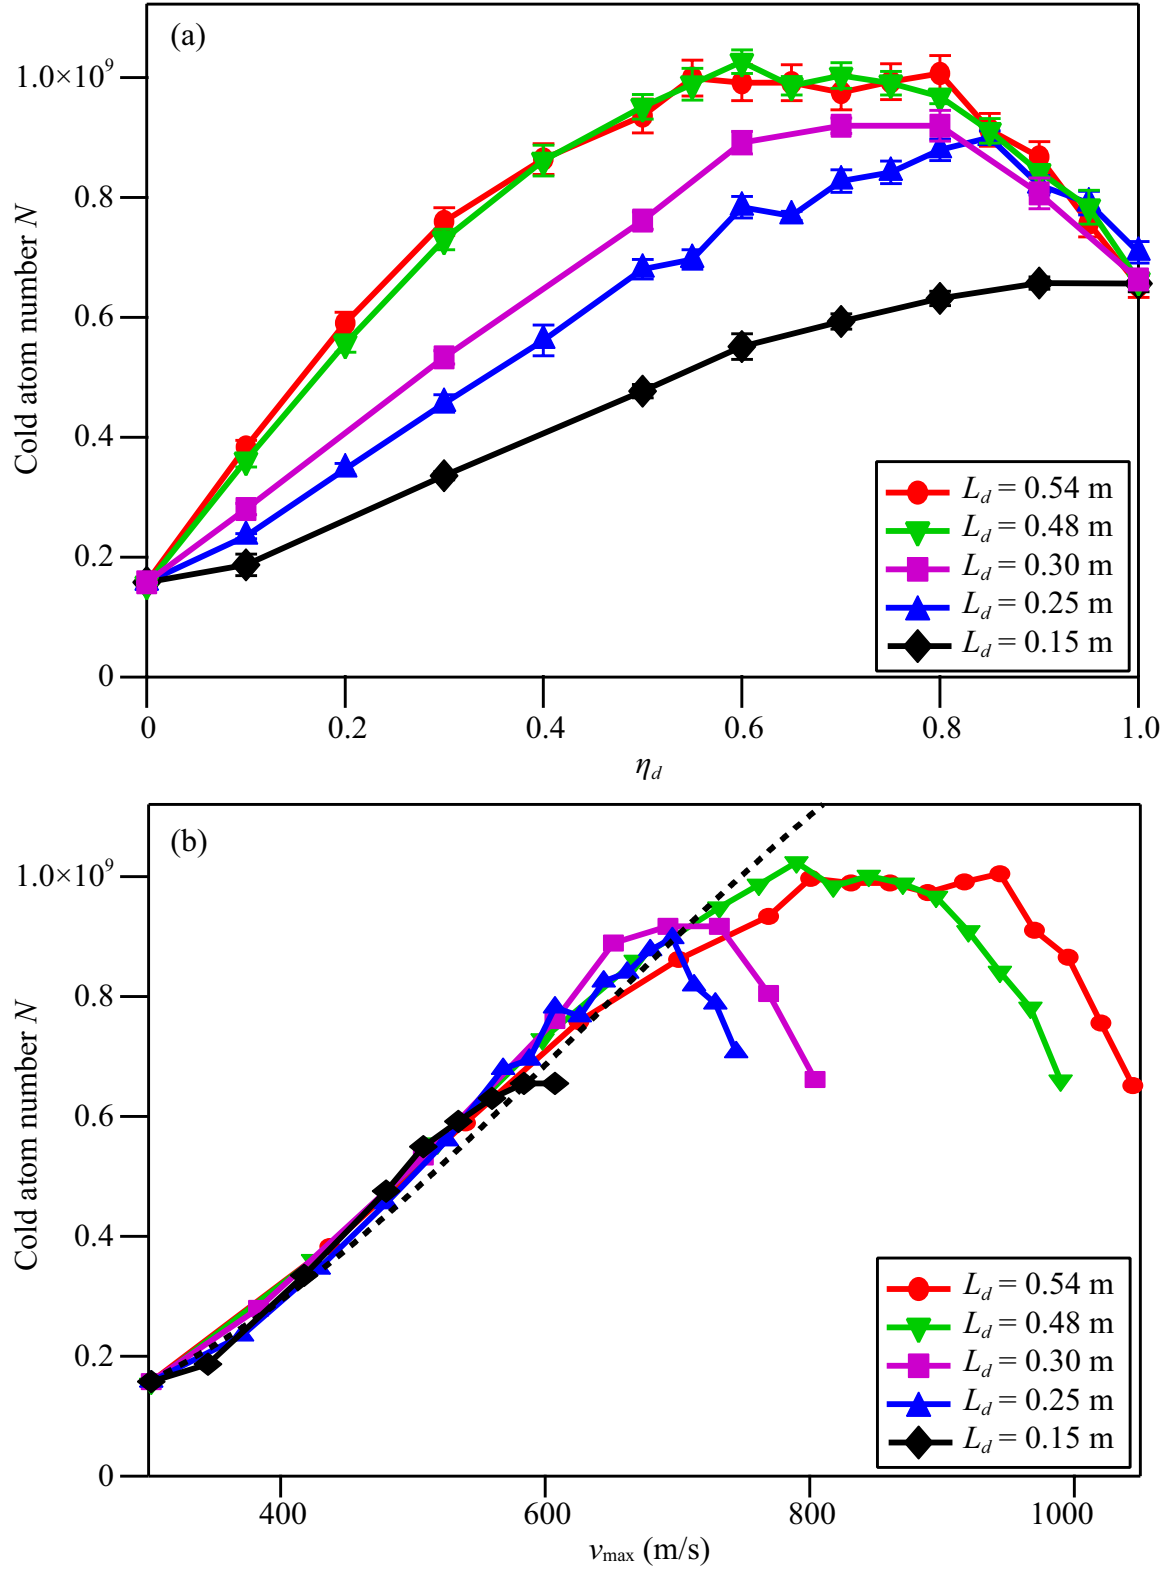 (a)
1.0×10⁹
0.8
0.6
0.4
0.2
0
Cold atom number N
L_d = 0.54 m
L_d = 0.48 m
L_d = 0.30 m
L_d = 0.25 m
L_d = 0.15 m
0 0.2 0.4 0.6 0.8 1.0
η_d
(b)
1.0×10⁹
0.8
0.6
0.4
0.2
0
Cold atom number N
L_d = 0.54 m
L_d = 0.48 m
L_d = 0.30 m
L_d = 0.25 m
L_d = 0.15 m
400 600 800 1000
v_max (m/s)